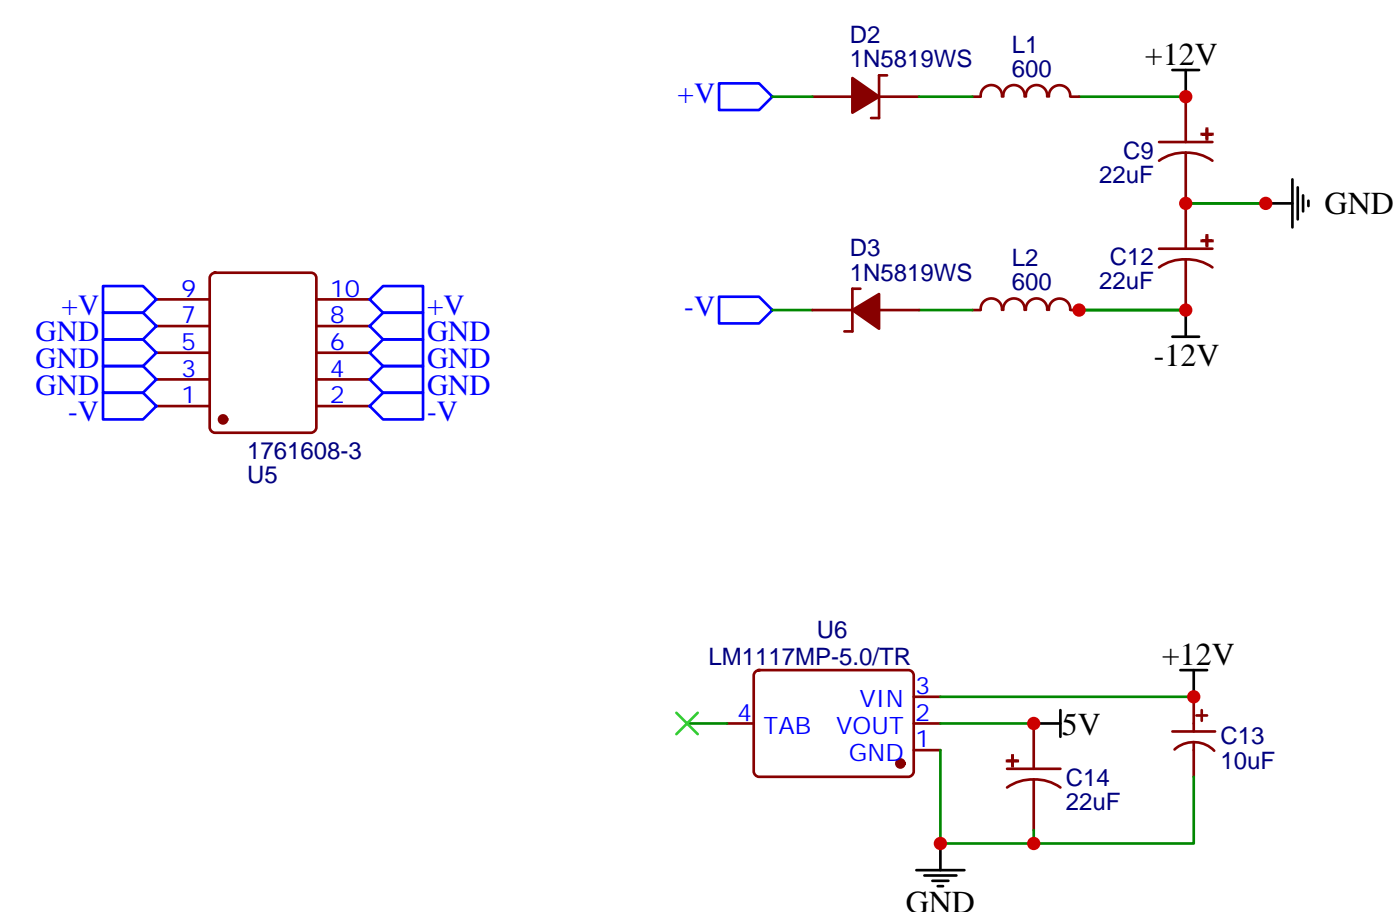 D2
1N5819WS
L1
600
+12V
+V
+
C9
22uF
GND
D3
1N5819WS
L2
600
+
C12
22uF
-V
-12V
9
10
+V
+V
7
8
GND
GND
5
6
GND
GND
3
4
GND
GND
1
2
-V
-V
1761608-3
U5
U6
LM1117MP-5.0/TR
+12V
VIN
3
4
TAB
VOUT
2
5V
GND
1
+
C13
10uF
+
C14
22uF
GND